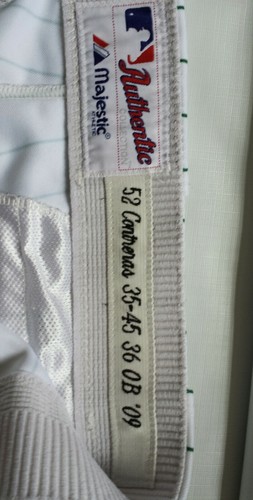 Authentic
Majestic
52 Contreras 35-45 36 OB '09